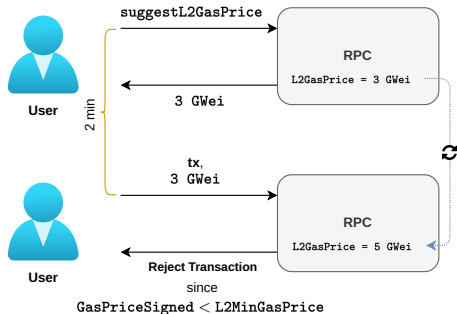 suggestL2GasPrice
RPC
L2GasPrice = 3 GWei
3 GWei
User
2 min
tx,
3 GWei
RPC
L2GasPrice = 5 GWei
Reject Transaction
since
GasPriceSigned < L2MinGasPrice
User